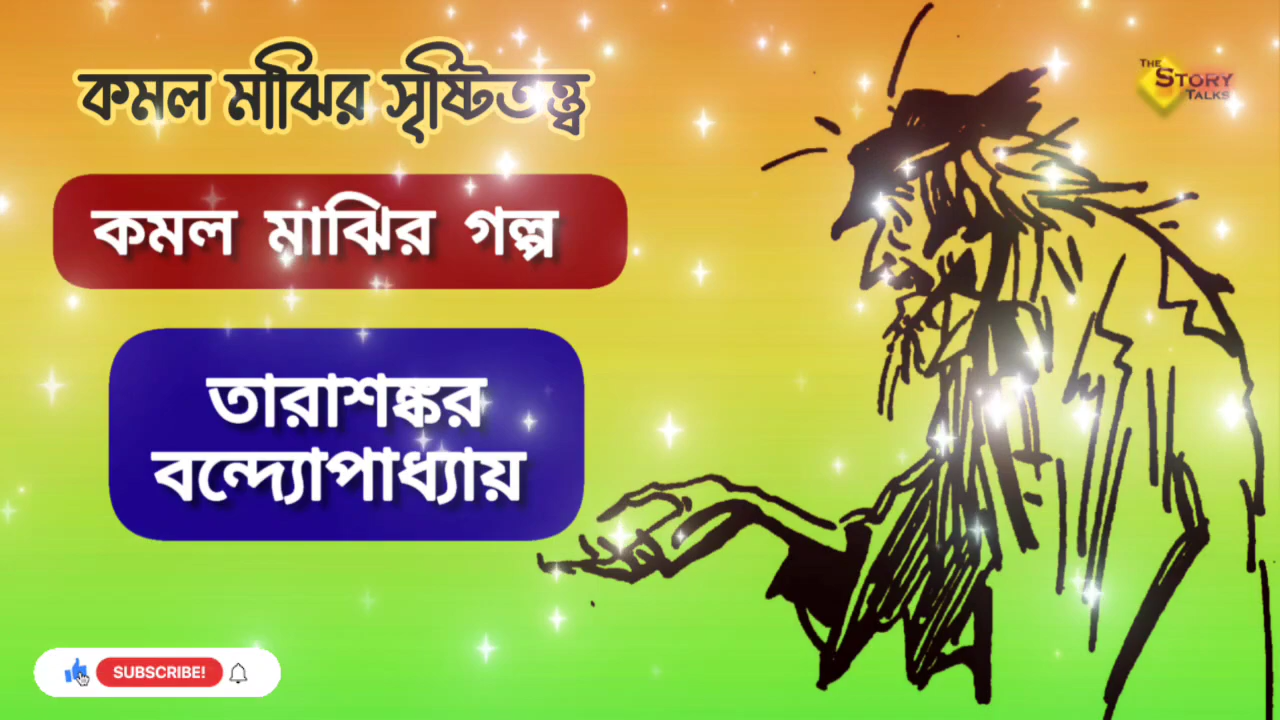 কমল মাঝির সৃষ্টিতত্ত্ব
THE
STORY
TALKS
কমল মাঝির গল্প
তারাশঙ্কর
বন্দ্যোপাধ্যায়
SUBSCRIBE!